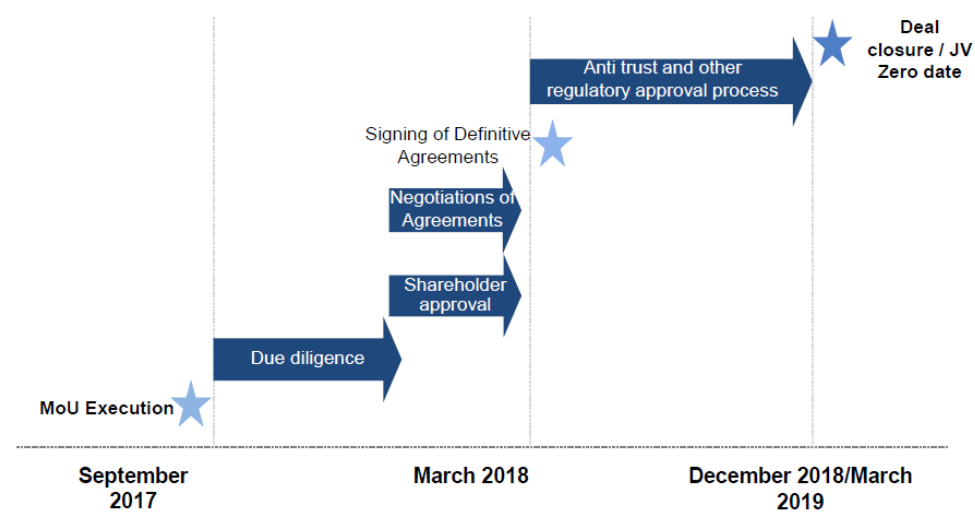 Deal
closure / JV
Zero date
Anti trust and other
regulatory approval process
Signing of Definitive
Agreements
Negotiations of
Agreements
Shareholder
approval
Due diligence
MoU Execution
September
2017
March 2018
December 2018/March
2019